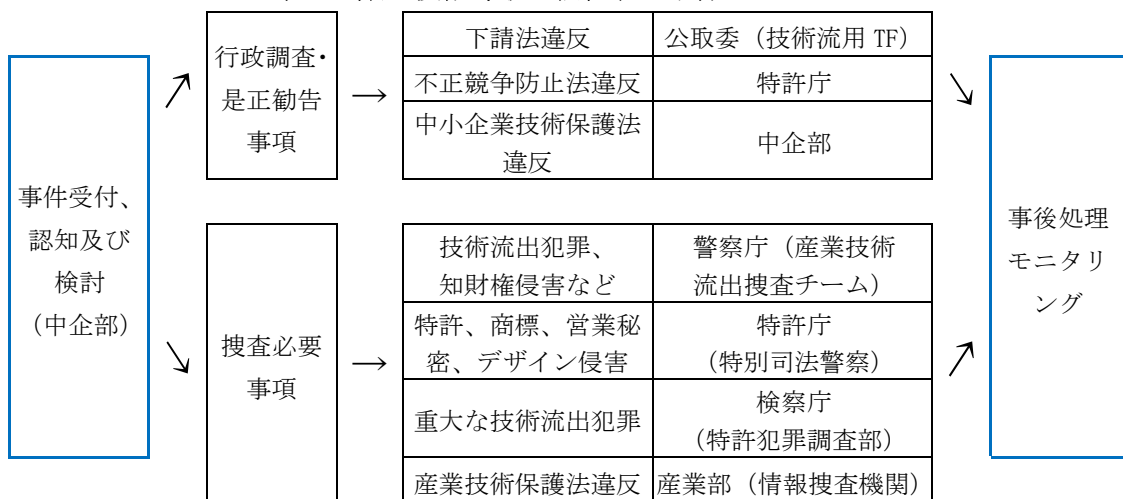 事件受付、
認知及び
検討
（中企部）
↗
↘
行政調査・
是正勧告
事項
→
下請法違反 公取委（技術流用 TF）
不正競争防止法違反 特許庁
中小企業技術保護法
違反
中企部
捜査必要
事項
→
技術流出犯罪、
知財権侵害など
警察庁（産業技術
流出捜査チーム）
特許、商標、営業秘
密、デザイン侵害
特許庁
（特別司法警察）
重大な技術流出犯罪
検察庁
（特許犯罪調査部）
産業技術保護法違反 産業部（情報捜査機関）
↘
↗
事後処理
モニタリ
ング